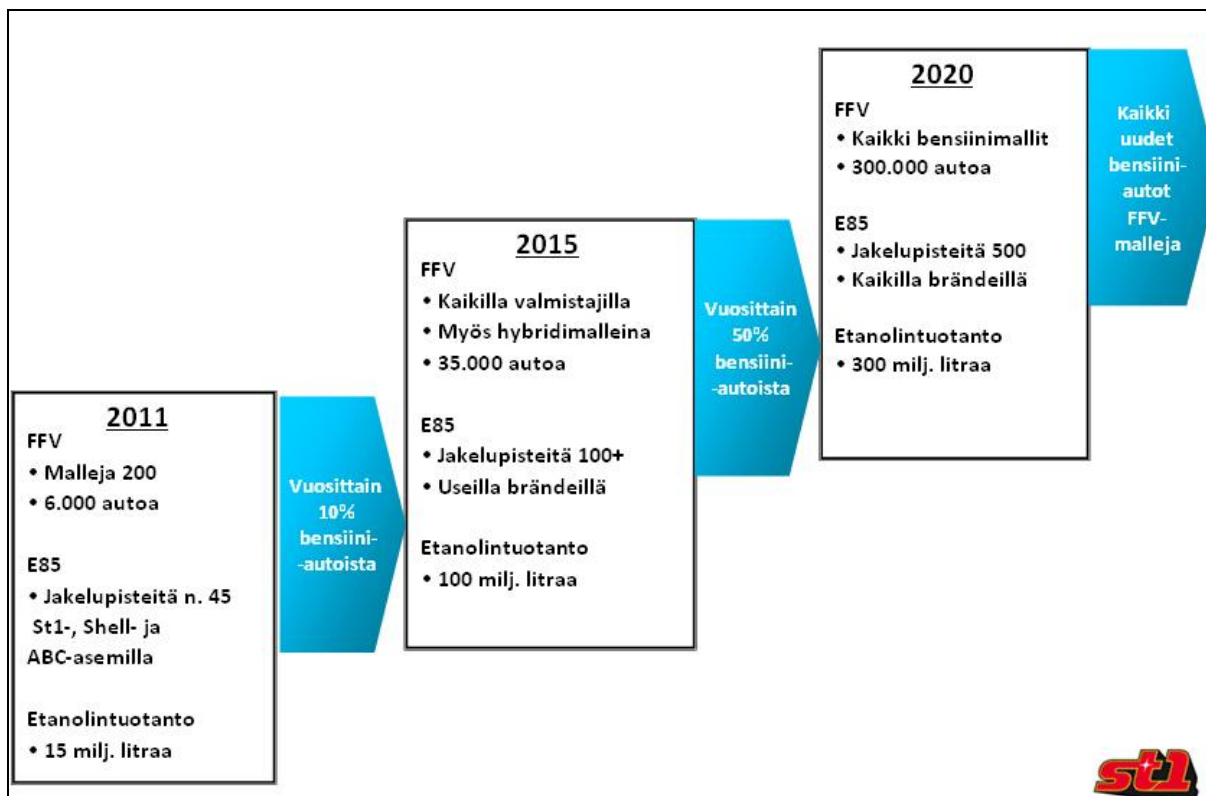 2011
FFV
• Malleja 200
• 6.000 autoa
E85
• Jakelupisteitä n. 45
St1-, Shell- ja
ABC-asemilla
Etanolintuotanto
• 15 milj. litraa
Vuosittain
10%
bensiini-
-autoista
2015
FFV
• Kaikilla valmistajilla
• Myös hybridimalleina
• 35.000 autoa
E85
• Jakelupisteitä 100+
• Useilla brändeillä
Etanolintuotanto
• 100 milj. litraa
Vuosittain
50%
bensiini-
-autoista
2020
FFV
• Kaikki bensiinimallit
• 300.000 autoa
E85
• Jakelupisteitä 500
• Kaikilla brändeillä
Etanolintuotanto
• 300 milj. litraa
Kaikki
uudet
bensiini-
autot
FFV-
malleja
st1